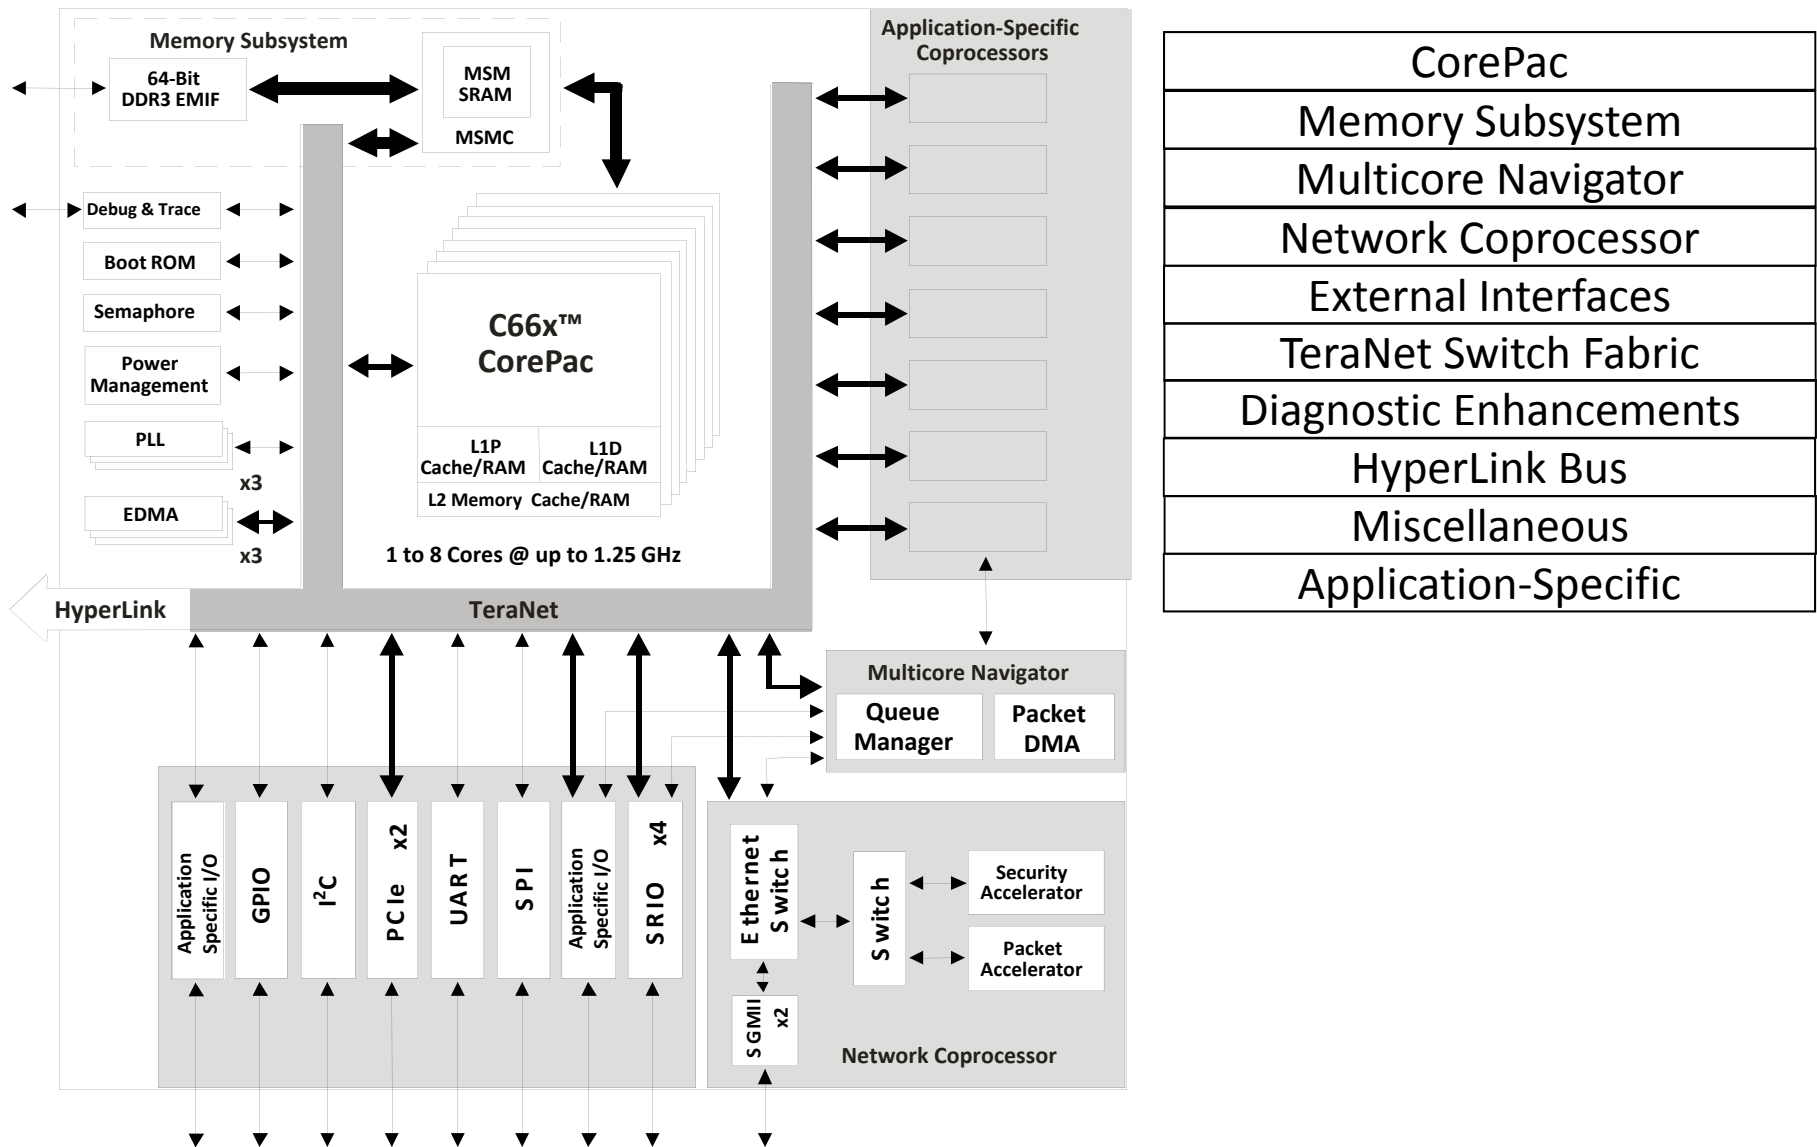 Memory Subsystem
64-Bit
DDR3 EMIF
MSM
SRAM
MSMC
Application-Specific
Coprocessors
Debug & Trace
Boot ROM
Semaphore
Power
Management
PLL
x3
EDMA
x3
C66x™
CorePac
L1P
Cache/RAM
L1D
Cache/RAM
L2 Memory Cache/RAM
1 to 8 Cores @ up to 1.25 GHz
HyperLink
TeraNet
Multicore Navigator
Queue
Manager
Packet
DMA
Application
Specific I/O
GPIO
I²C
PCIe x2
UART
SPI
Application
Specific I/O
SRIO x4
Ethernet
Switch
Switch
Security
Accelerator
Packet
Accelerator
SGMII
x2
Network Coprocessor
CorePac
Memory Subsystem
Multicore Navigator
Network Coprocessor
External Interfaces
TeraNet Switch Fabric
Diagnostic Enhancements
HyperLink Bus
Miscellaneous
Application-Specific